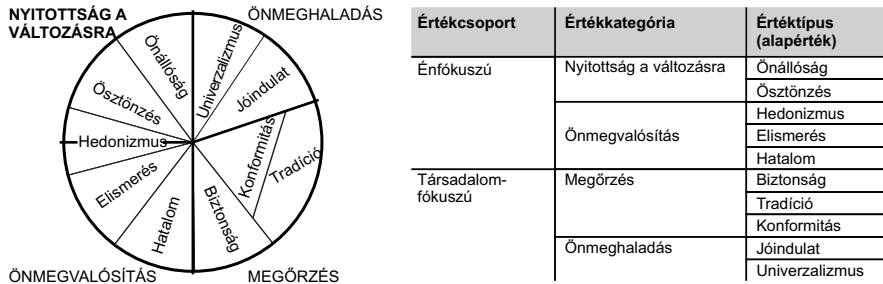 NYITOTTSÁG A
VÁLTOZÁSRA
ÖNMEGHALADÁS
Önállóság
Univerzalizmus
Ösztönzés
Jóindulat
Hedonizmus
Konformitás
Tradíció
Elismerés
Hatalom
Biztonság
ÖNMEGVALÓSÍTÁS
MEGŐRZÉS
Értékcsoport Értékkategória Értéktípus
(alapérték)
Énfókuszú Nyitottság a változásra Önállóság
Ösztönzés
Hedonizmus
Önmegvalósítás Elismerés
Hatalom
Társadalom-
fókuszú Megőrzés Biztonság
Tradíció
Konformitás
Önmeghaladás Jóindulat
Univerzalizmus